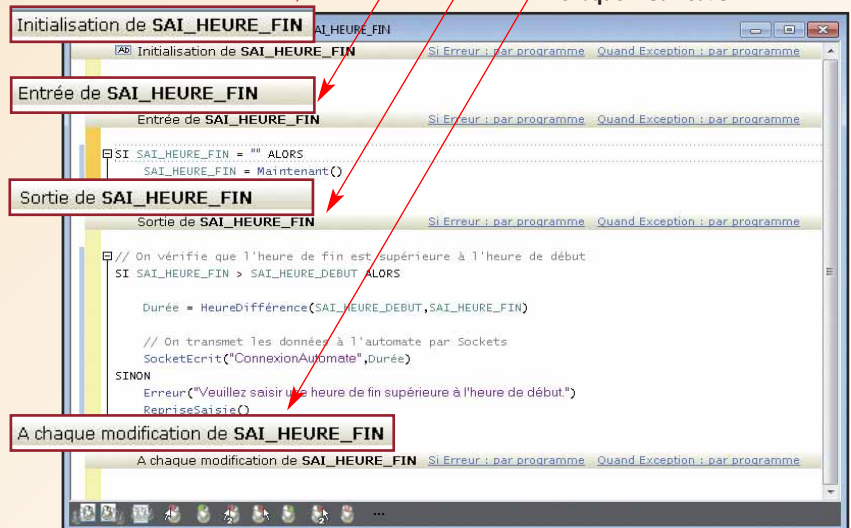 Initialisation de SAI_HEURE_FIN
AI_HEURE_FIN
Initialisation de SAI_HEURE_FIN Si Erreur : par programme Quand Exception : par programme
Entrée de SAI_HEURE_FIN
Entrée de SAI_HEURE_FIN Si Erreur : par programme Quand Exception : par programme
SI SAI_HEURE_FIN = "" ALORS
SAI_HEURE_FIN = Maintenant()
Sortie de SAI_HEURE_FIN
Sortie de SAI_HEURE_FIN Si Erreur : par programme Quand Exception : par programme
// On vérifie que l'heure de fin est supérieure à l'heure de début
SI SAI_HEURE_FIN > SAI_HEURE_DEBUT ALORS
Durée = HeureDifférence(SAI_HEURE_DEBUT,SAI_HEURE_FIN)
// On transmet les données à l'automate par Sockets
SocketEcrit("ConnexionAutomate",Durée)
SINON
Erreur("Veuillez saisir une heure de fin supérieure à l'heure de début.")
RepriseSaisie()
A chaque modification de SAI_HEURE_FIN
A chaque modification de SAI_HEURE_FIN Si Erreur : par programme Quand Exception : par programme
...